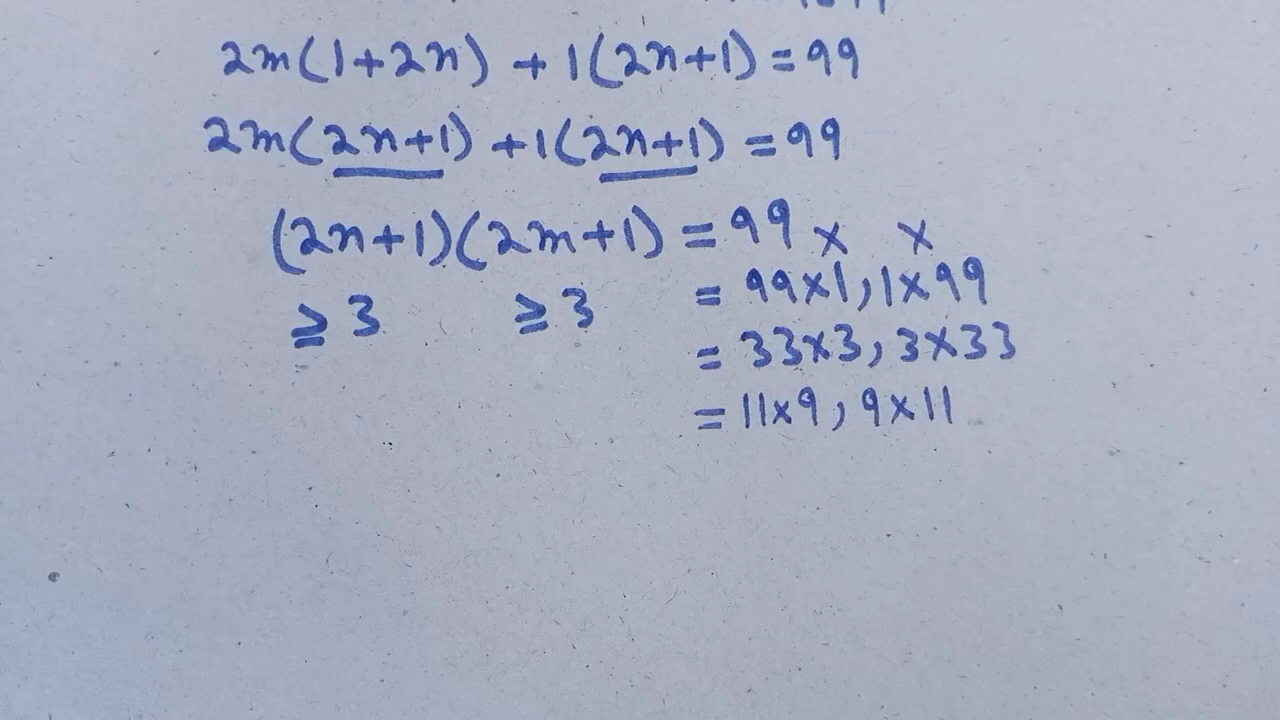 2m(1+2n) + 1(2n+1) = 99
2m(2n+1) + 1(2n+1) = 99
(2n+1)(2m+1) = 99 x x
≥ 3 ≥ 3 = 99x1, 1x99
= 33x3, 3x33
= 11x9, 9x11